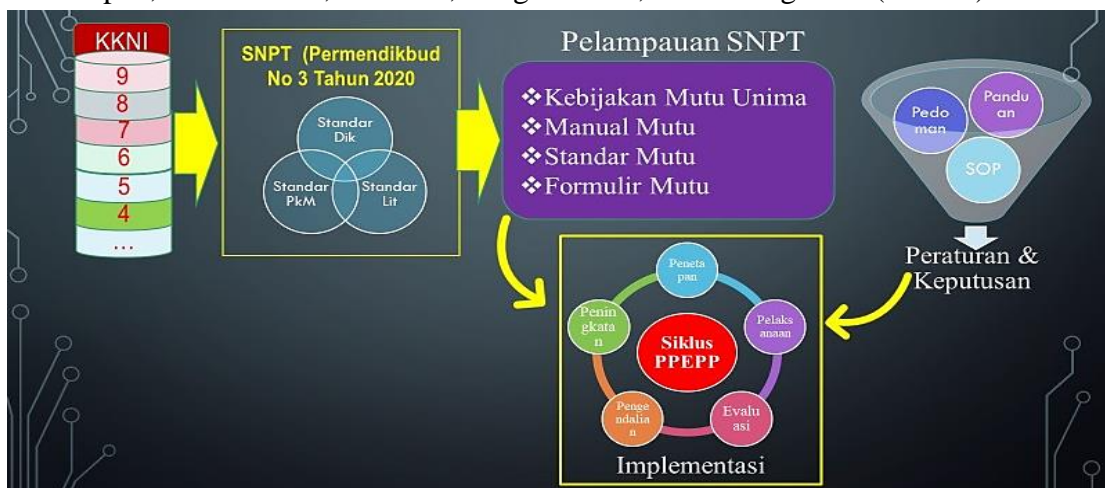 KKNI
9
8
7
6
5
4
...
SNPT (Permendikbud
No 3 Tahun 2020
Standar
Dik
Standar
PkM
Standar
Lit
Pelampauan SNPT
❖Kebijakan Mutu Unima
❖Manual Mutu
❖Standar Mutu
❖Formulir Mutu
Pedo
man
Pandu
an
SOP
Peraturan &
Keputusan
Peneta
pan
Pelaks
anaan
Evalu
asi
Penge
ndalia
n
Penin
gkata
n
Siklus
PPEPP
Implementasi